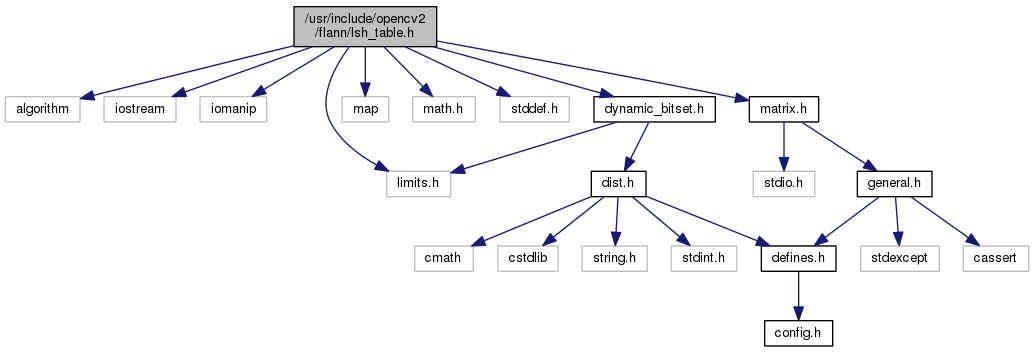 /usr/include/opencv2
/flann/lsh_table.h
algorithm
iostream
iomanip
map
math.h
stddef.h
dynamic_bitset.h
matrix.h
limits.h
dist.h
stdio.h
general.h
cmath
cstdlib
string.h
stdint.h
defines.h
stdexcept
cassert
config.h